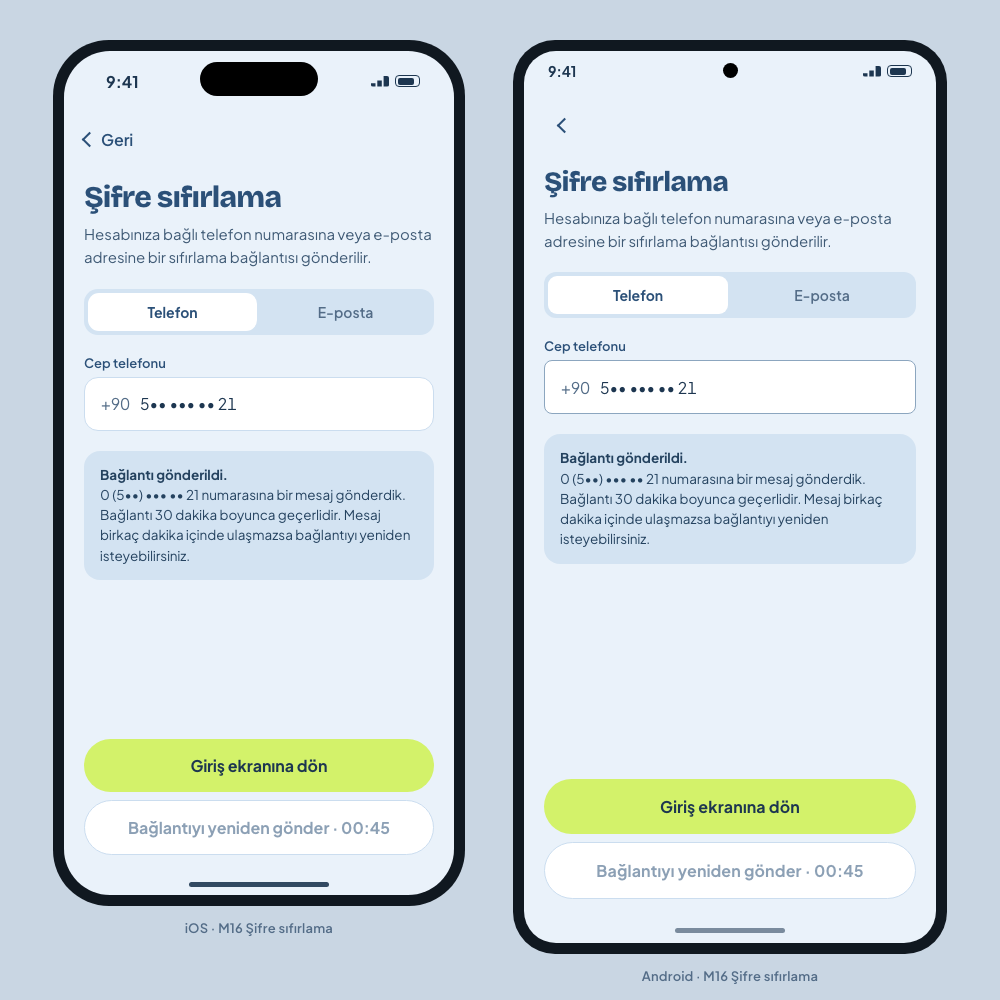 9:41
Geri
Şifre sıfırlama
Hesabınıza bağlı telefon numarasına veya e-posta
adresine bir sıfırlama bağlantısı gönderilir.
Telefon
E-posta
Cep telefonu
+90 5•• ••• •• 21
Bağlantı gönderildi.
0 (5••) ••• •• 21 numarasına bir mesaj gönderdik.
Bağlantı 30 dakika boyunca geçerlidir. Mesaj
birkaç dakika içinde ulaşmazsa bağlantıyı yeniden
isteyebilirsiniz.
Giriş ekranına dön
Bağlantıyı yeniden gönder · 00:45
iOS · M16 Şifre sıfırlama
9:41
Şifre sıfırlama
Hesabınıza bağlı telefon numarasına veya e-posta
adresine bir sıfırlama bağlantısı gönderilir.
Telefon
E-posta
Cep telefonu
+90 5•• ••• •• 21
Bağlantı gönderildi.
0 (5••) ••• •• 21 numarasına bir mesaj gönderdik.
Bağlantı 30 dakika boyunca geçerlidir. Mesaj birkaç
dakika içinde ulaşmazsa bağlantıyı yeniden
isteyebilirsiniz.
Giriş ekranına dön
Bağlantıyı yeniden gönder · 00:45
Android · M16 Şifre sıfırlama